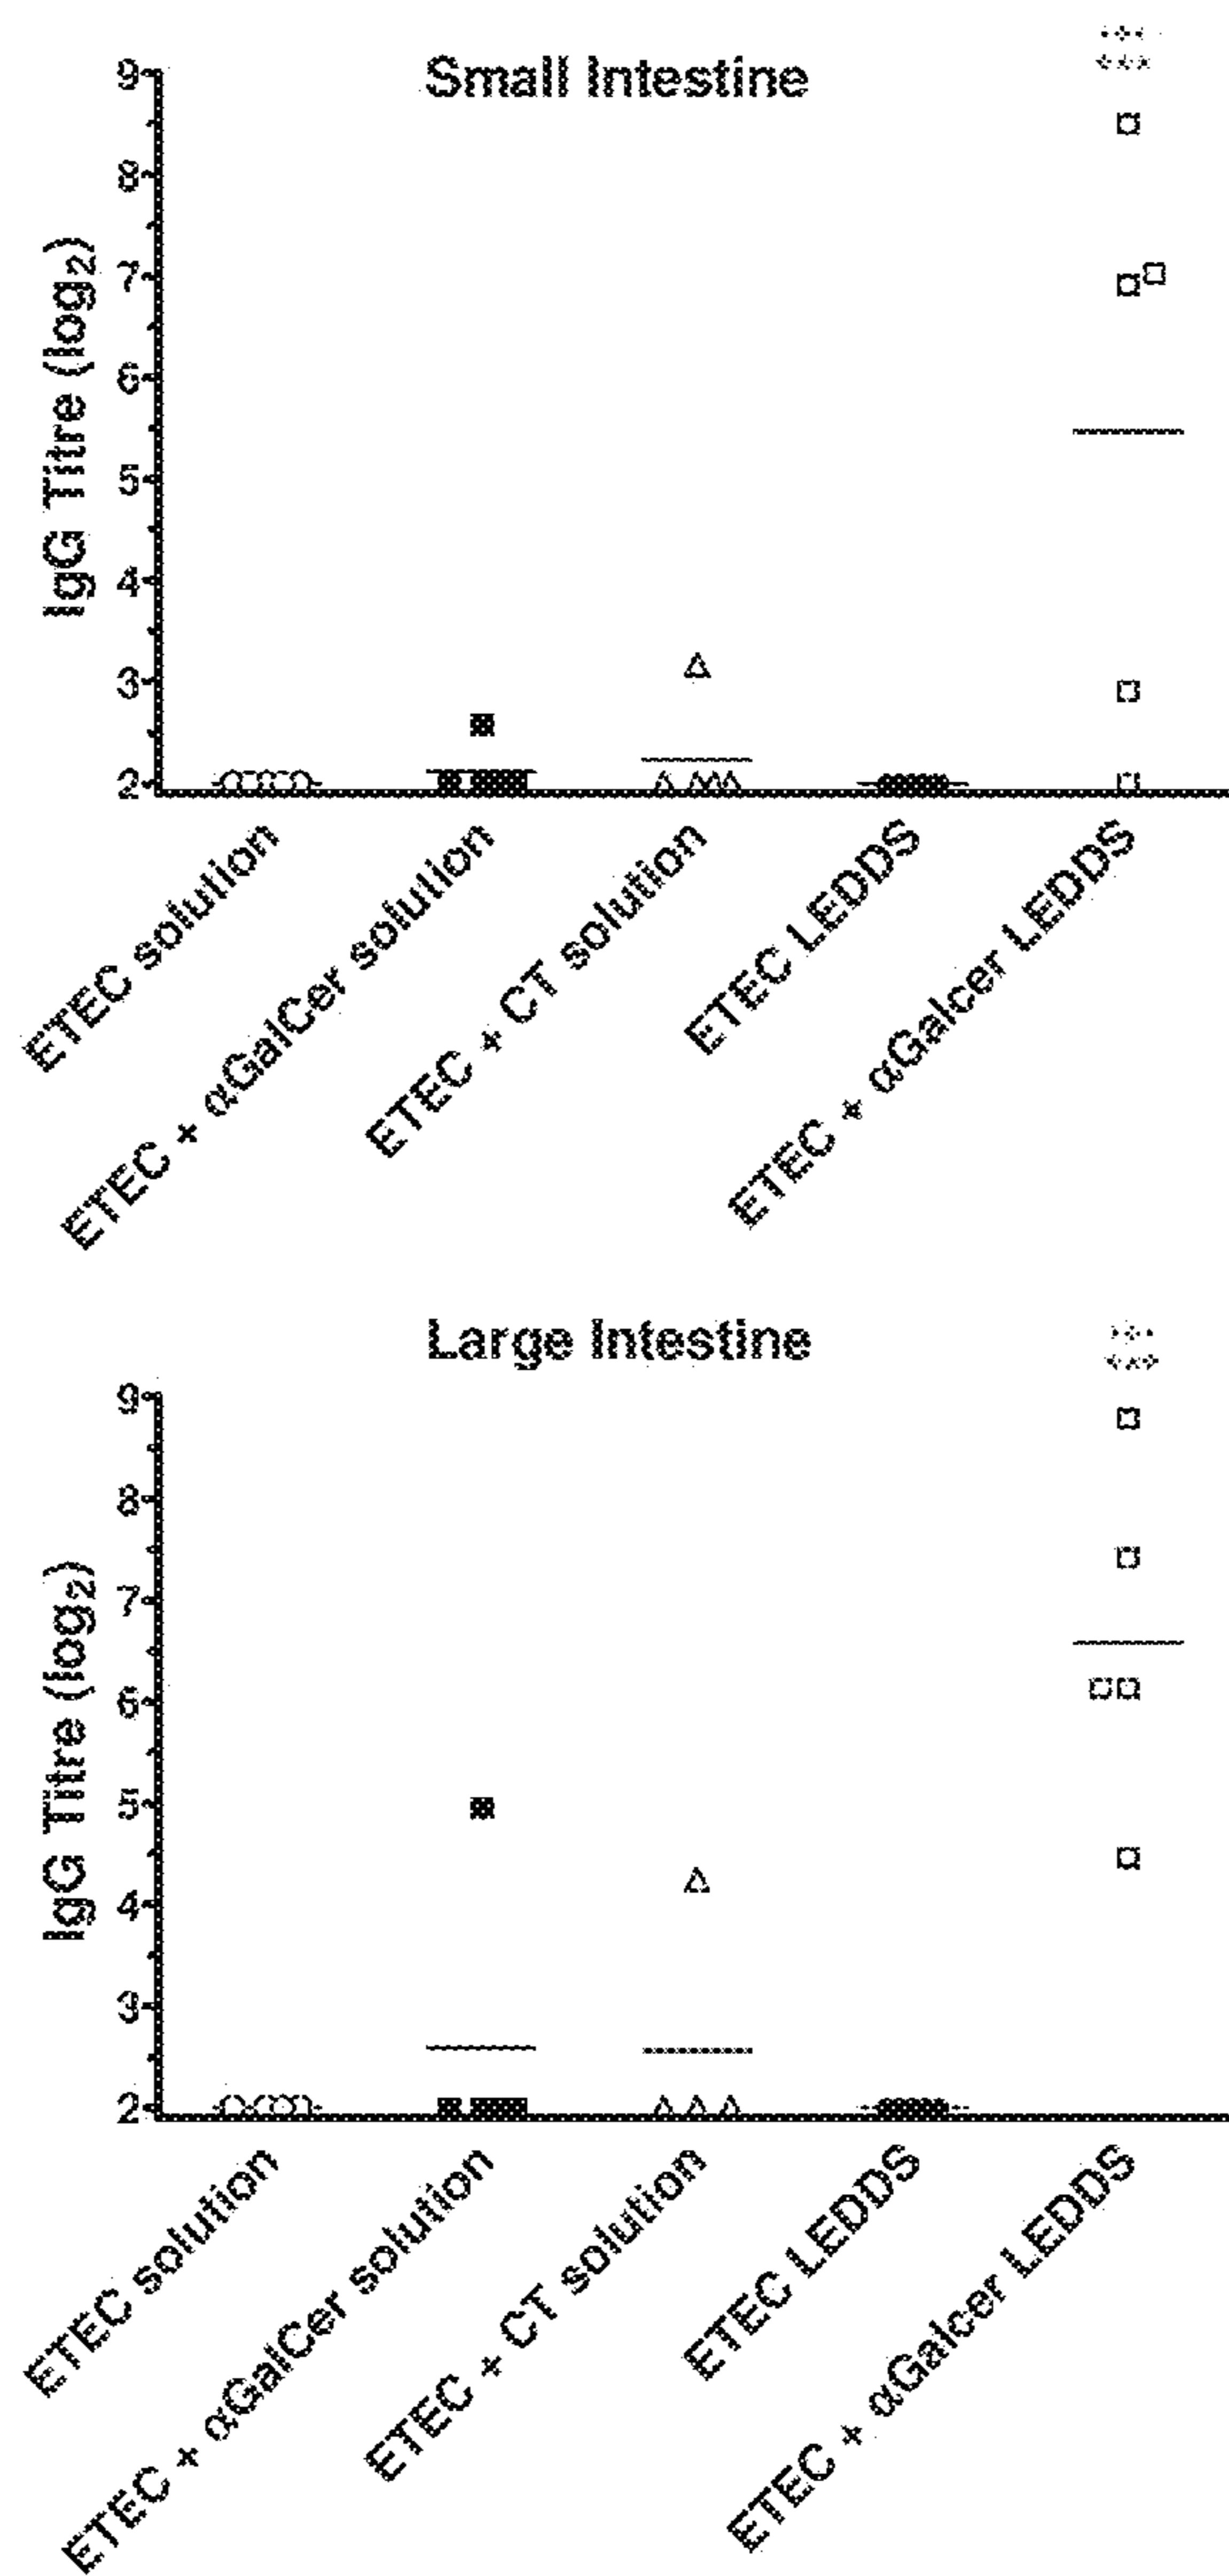 Small Intestine
***
***
IgG Titre (log₂)
9
8
7
6
5
4
3
2
ETEC solution
ETEC + αGalCer solution
ETEC + CT solution
ETEC LEDDS
ETEC + αGalcer LEDDS
Large Intestine
***
***
IgG Titre (log₂)
9
8
7
6
5
4
3
2
ETEC solution
ETEC + αGalCer solution
ETEC + CT solution
ETEC LEDDS
ETEC + αGalcer LEDDS